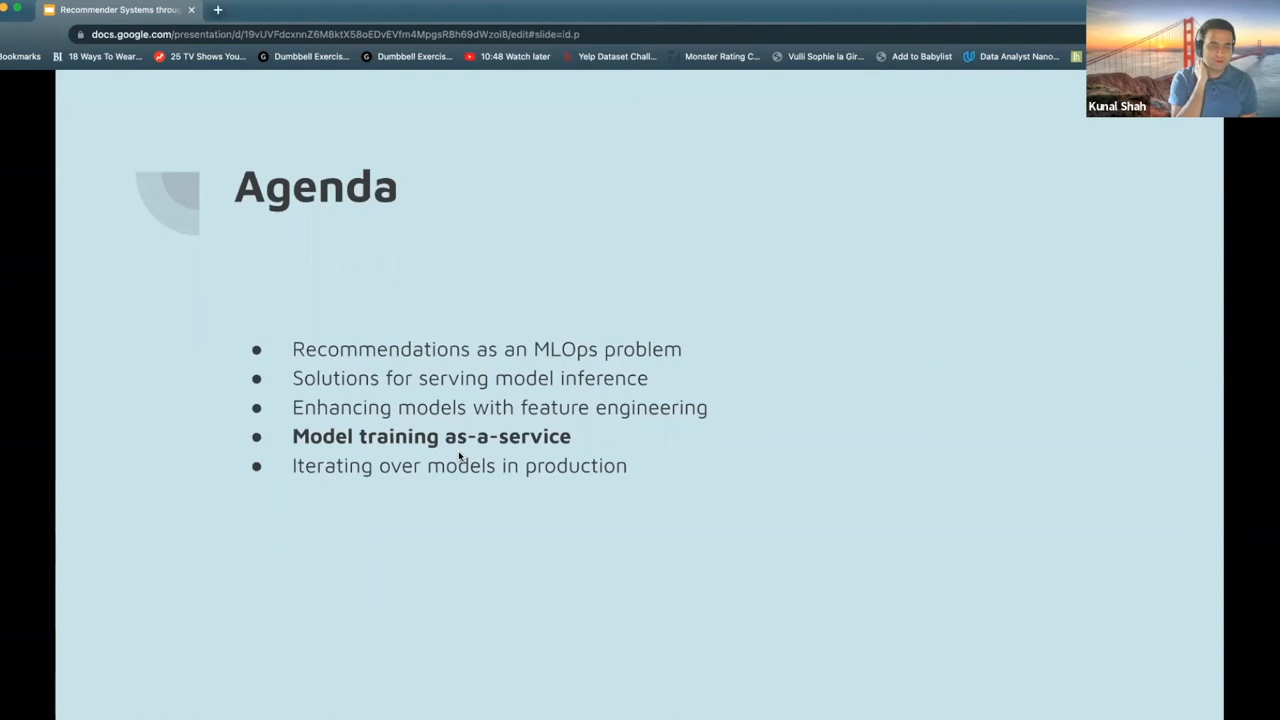 Recommender Systems throu
docs.google.com/presentation/d/19vUVFdcxnnZ6M8ktX58oEDvEVfm4MpgsR8h69dWzoi8/edit#slide=id.p
Bookmarks 18 Ways To War... 25 TV Shows You... Dumbbell Exercis... Dumbbell Exercis... 10:48 Watch later Yelp Dataset Chall... Monster Rating C... Vulli Sophie la Gir... Add to Babylist Data Analyst Nano...
Kunal Shah
Agenda
● Recommendations as an MLOps problem
● Solutions for serving model inference
● Enhancing models with feature engineering
● Model training as-a-service
● Iterating over models in production